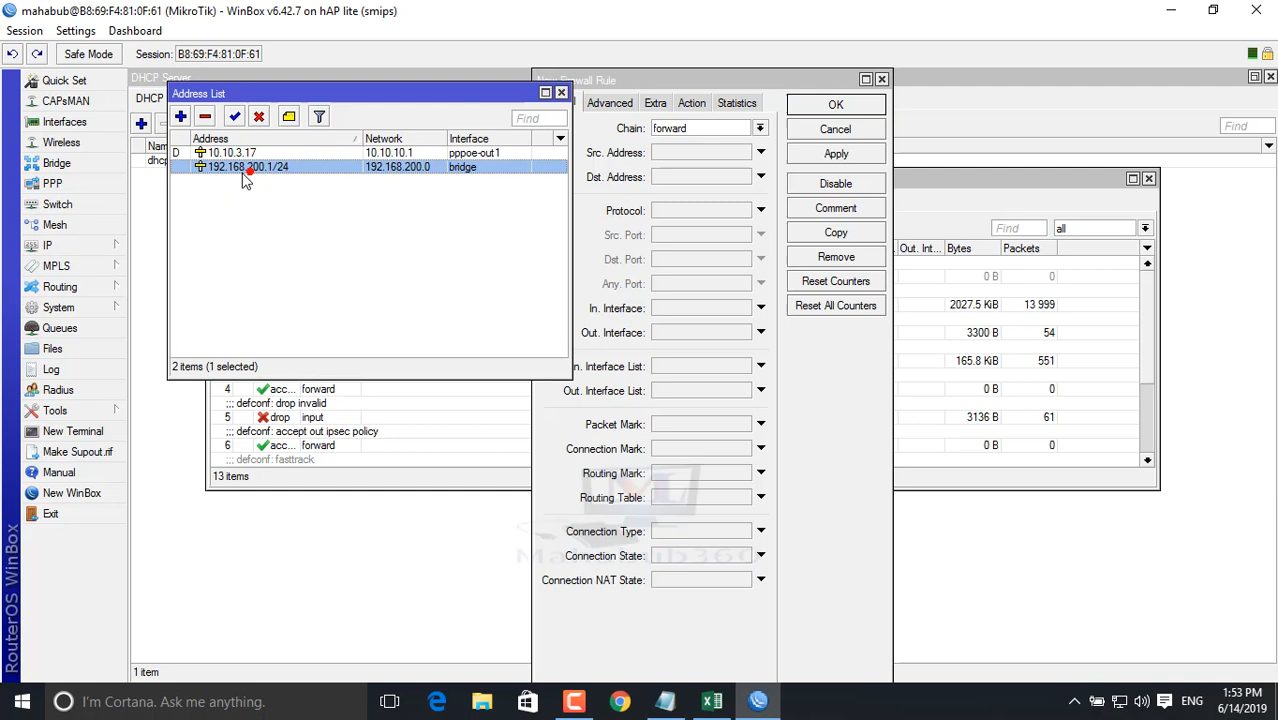 mahabub@B8:69:F4:81:0F:61 (MikroTik) - WinBox v6.42.7 on hAP lite (smips)
Session Settings Dashboard
Safe Mode Session: B8:69:F4:81:0F:61
Quick Set
CAPsMAN
Interfaces
Wireless
Bridge
PPP
Switch
Mesh
IP
MPLS
Routing
System
Queues
Files
Log
Radius
Tools
New Terminal
Make Supout.rif
Manual
New WinBox
Exit
RouterOS WinBox
DHCP Server
DHCP
Find
dhcp
1 item
Address List
Find
Address Network Interface
D 10.10.3.17 10.10.10.1 pppoe-out1
192.168.200.1/24 192.168.200.0 bridge
2 items (1 selected)
4 acc... forward
;;; defconf: drop invalid
5 drop input
;;; defconf: accept out ipsec policy
6 acc... forward
;;; defconf: fasttrack
13 items
New Firewall Rule
Advanced Extra Action Statistics
Chain: forward
Src. Address:
Dst. Address:
Protocol:
Src. Port:
Dst. Port:
Any. Port:
In. Interface:
Out. Interface:
n. Interface List:
Out. Interface List:
Packet Mark:
Connection Mark:
Routing Mark:
Routing Table:
Connection Type:
Connection State:
Connection NAT State:
OK
Cancel
Apply
Disable
Comment
Copy
Remove
Reset Counters
Reset All Counters
Find all
Out. Int... Bytes Packets
0 B 0
2027.5 KiB 13 999
3300 B 54
165.8 KiB 551
0 B 0
3136 B 61
0 B 0
Mahabub360
I'm Cortana. Ask me anything.
ENG
1:53 PM
6/14/2019